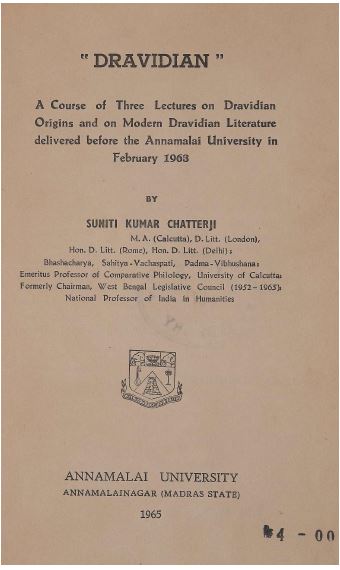 “ DRAVIDIAN ”
A Course of Three Lectures on Dravidian
Origins and on Modern Dravidian Literature
delivered before the Annamalai University in
February 1963
BY
SUNITI KUMAR CHATTERJI
M. A. (Calcutta), D. Litt. (London),
Hon. D. Litt. (Rome), Hon. D. Litt. (Delhi):
Bhashacharya, Sahitya-Vachaspati, Padma-Vibhushana:
Emeritus Professor of Comparative Philology, University of Calcutta:
Formerly Chairman, West Bengal Legislative Council (1952-1965):
National Professor of India in Humanities
ANNAMALAI UNIVERSITY
ANNAMALAINAGAR (MADRAS STATE)
1965
4 - 00